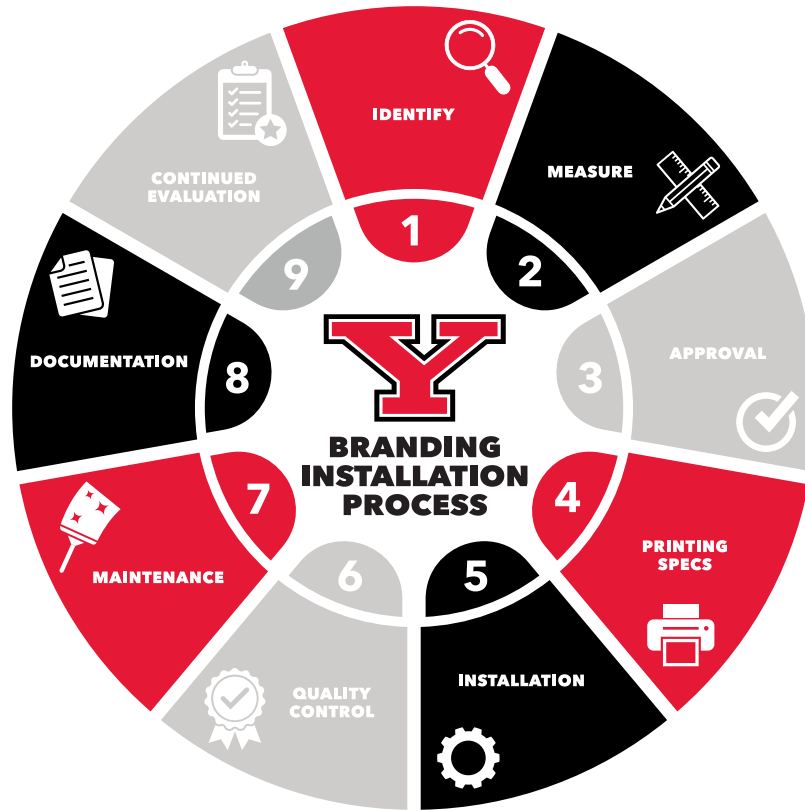 IDENTIFY
1
MEASURE
2
APPROVAL
3
PRINTING
SPECS
4
INSTALLATION
5
QUALITY
CONTROL
6
MAINTENANCE
7
DOCUMENTATION
8
CONTINUED
EVALUATION
9
Y
BRANDING
INSTALLATION
PROCESS